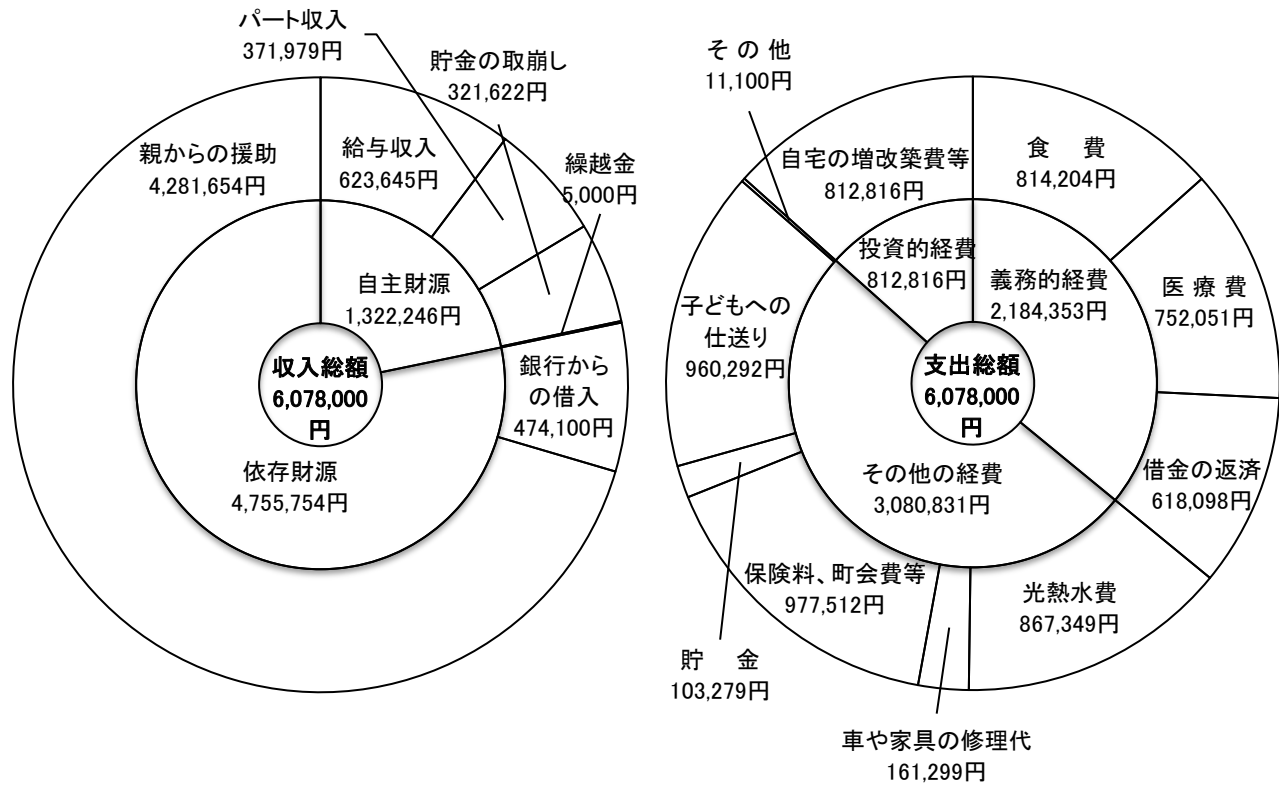 パート収入
371,979円
貯金の取崩し
321,622円
親からの援助
4,281,654円
給与収入
623,645円
繰越金
5,000円
自主財源
1,322,246円
収入総額
6,078,000
円
銀行から
の借入
474,100円
依存財源
4,755,754円
そ の 他
11,100円
自宅の増改築費等
812,816円
食　費
814,204円
投資的経費
812,816円
義務的経費
2,184,353円
医 療 費
752,051円
子どもへの
仕送り
960,292円
支出総額
6,078,000
円
その他の経費
3,080,831円
借金の返済
618,098円
保険料、町会費等
977,512円
光熱水費
867,349円
貯　金
103,279円
車や家具の修理代
161,299円